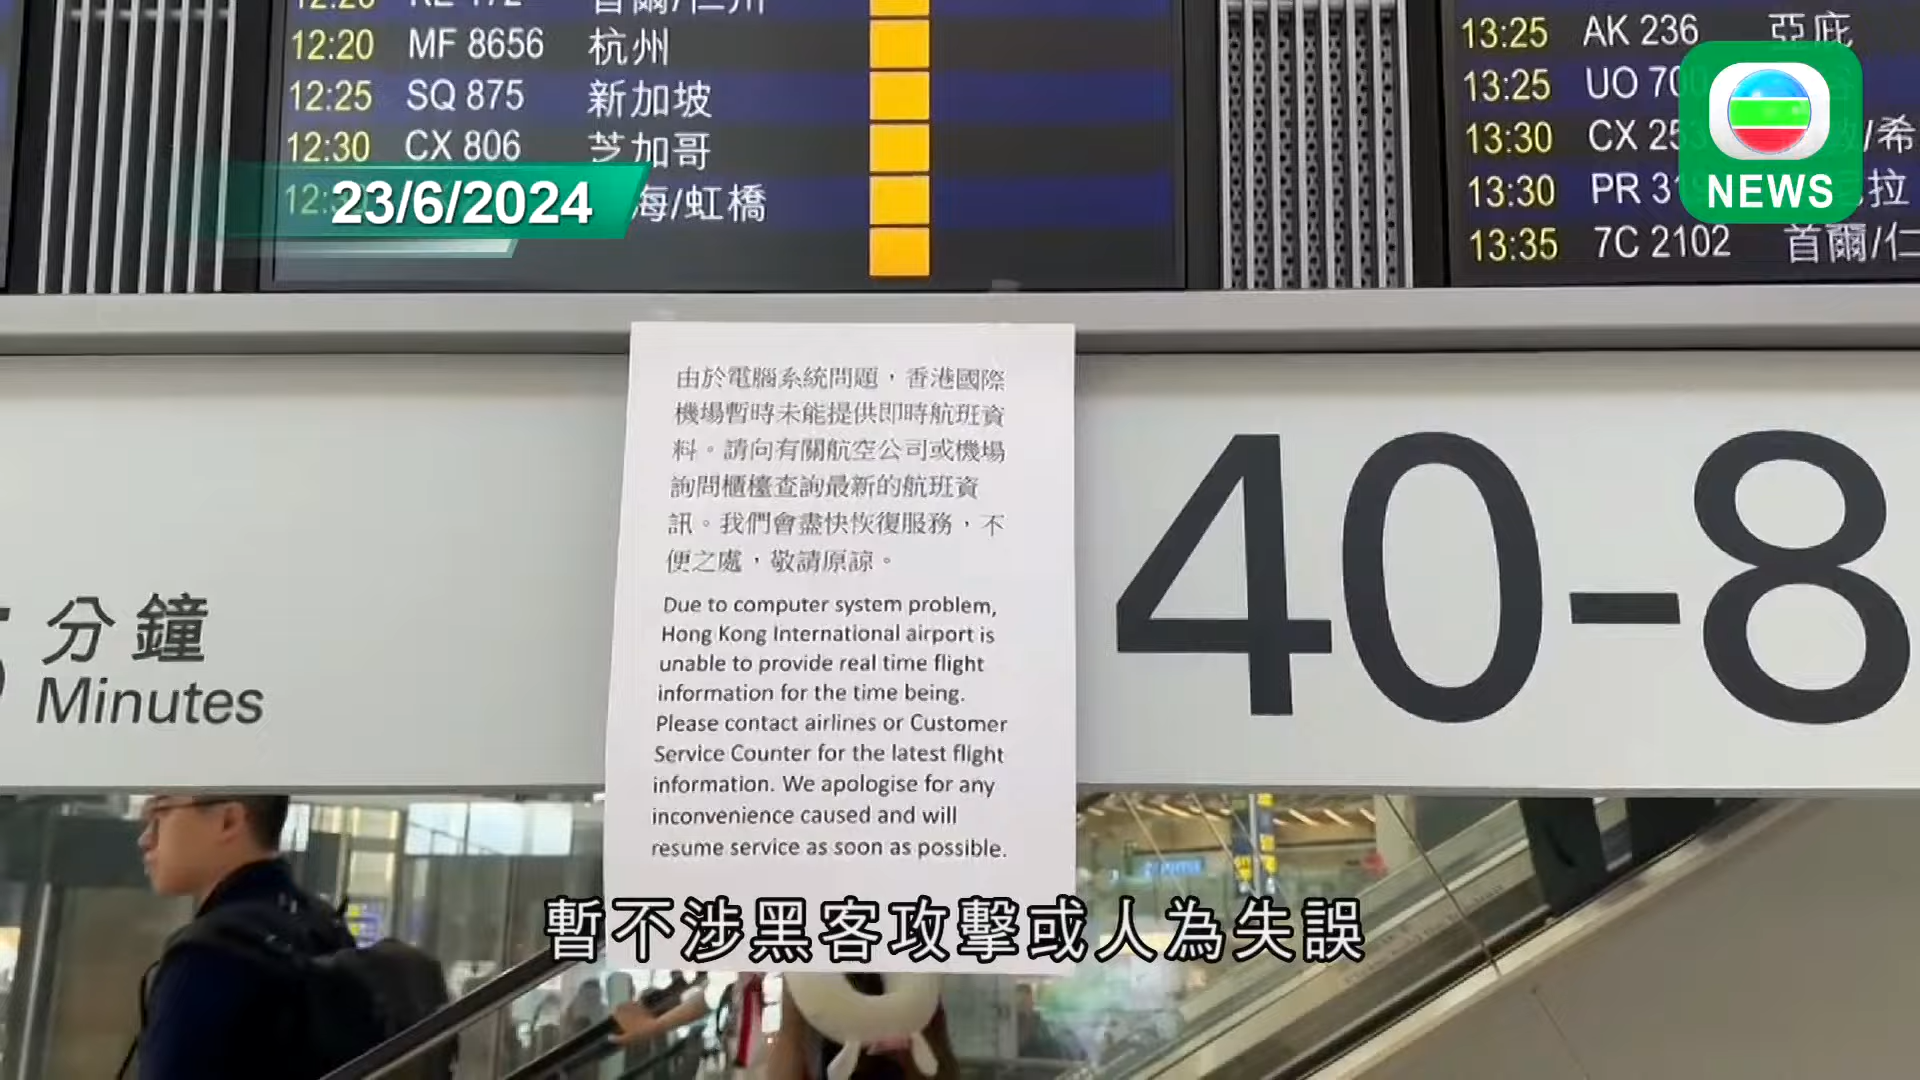 12:20 MF 8656 杭州
12:25 SQ 875 新加坡
12:30 CX 806 芝加哥
海/虹橋
23/6/2024
13:25 AK 236 亞庇
13:25 UO
13:30 CX
13:30 PR
13:35 7C 2102 首爾/仁
NEWS
由於電腦系統問題，香港國際
機場暫時未能提供即時航班資
料。請向有關航空公司或機場
詢問櫃檯查詢最新的航班資
訊。我們會盡快恢復服務，不
便之處，敬請原諒。
Due to computer system problem,
Hong Kong International airport is
unable to provide real time flight
information for the time being.
Please contact airlines or Customer
Service Counter for the latest flight
information. We apologise for any
inconvenience caused and will
resume service as soon as possible.
分鐘
Minutes
40-8
暫不涉黑客攻擊或人為失誤